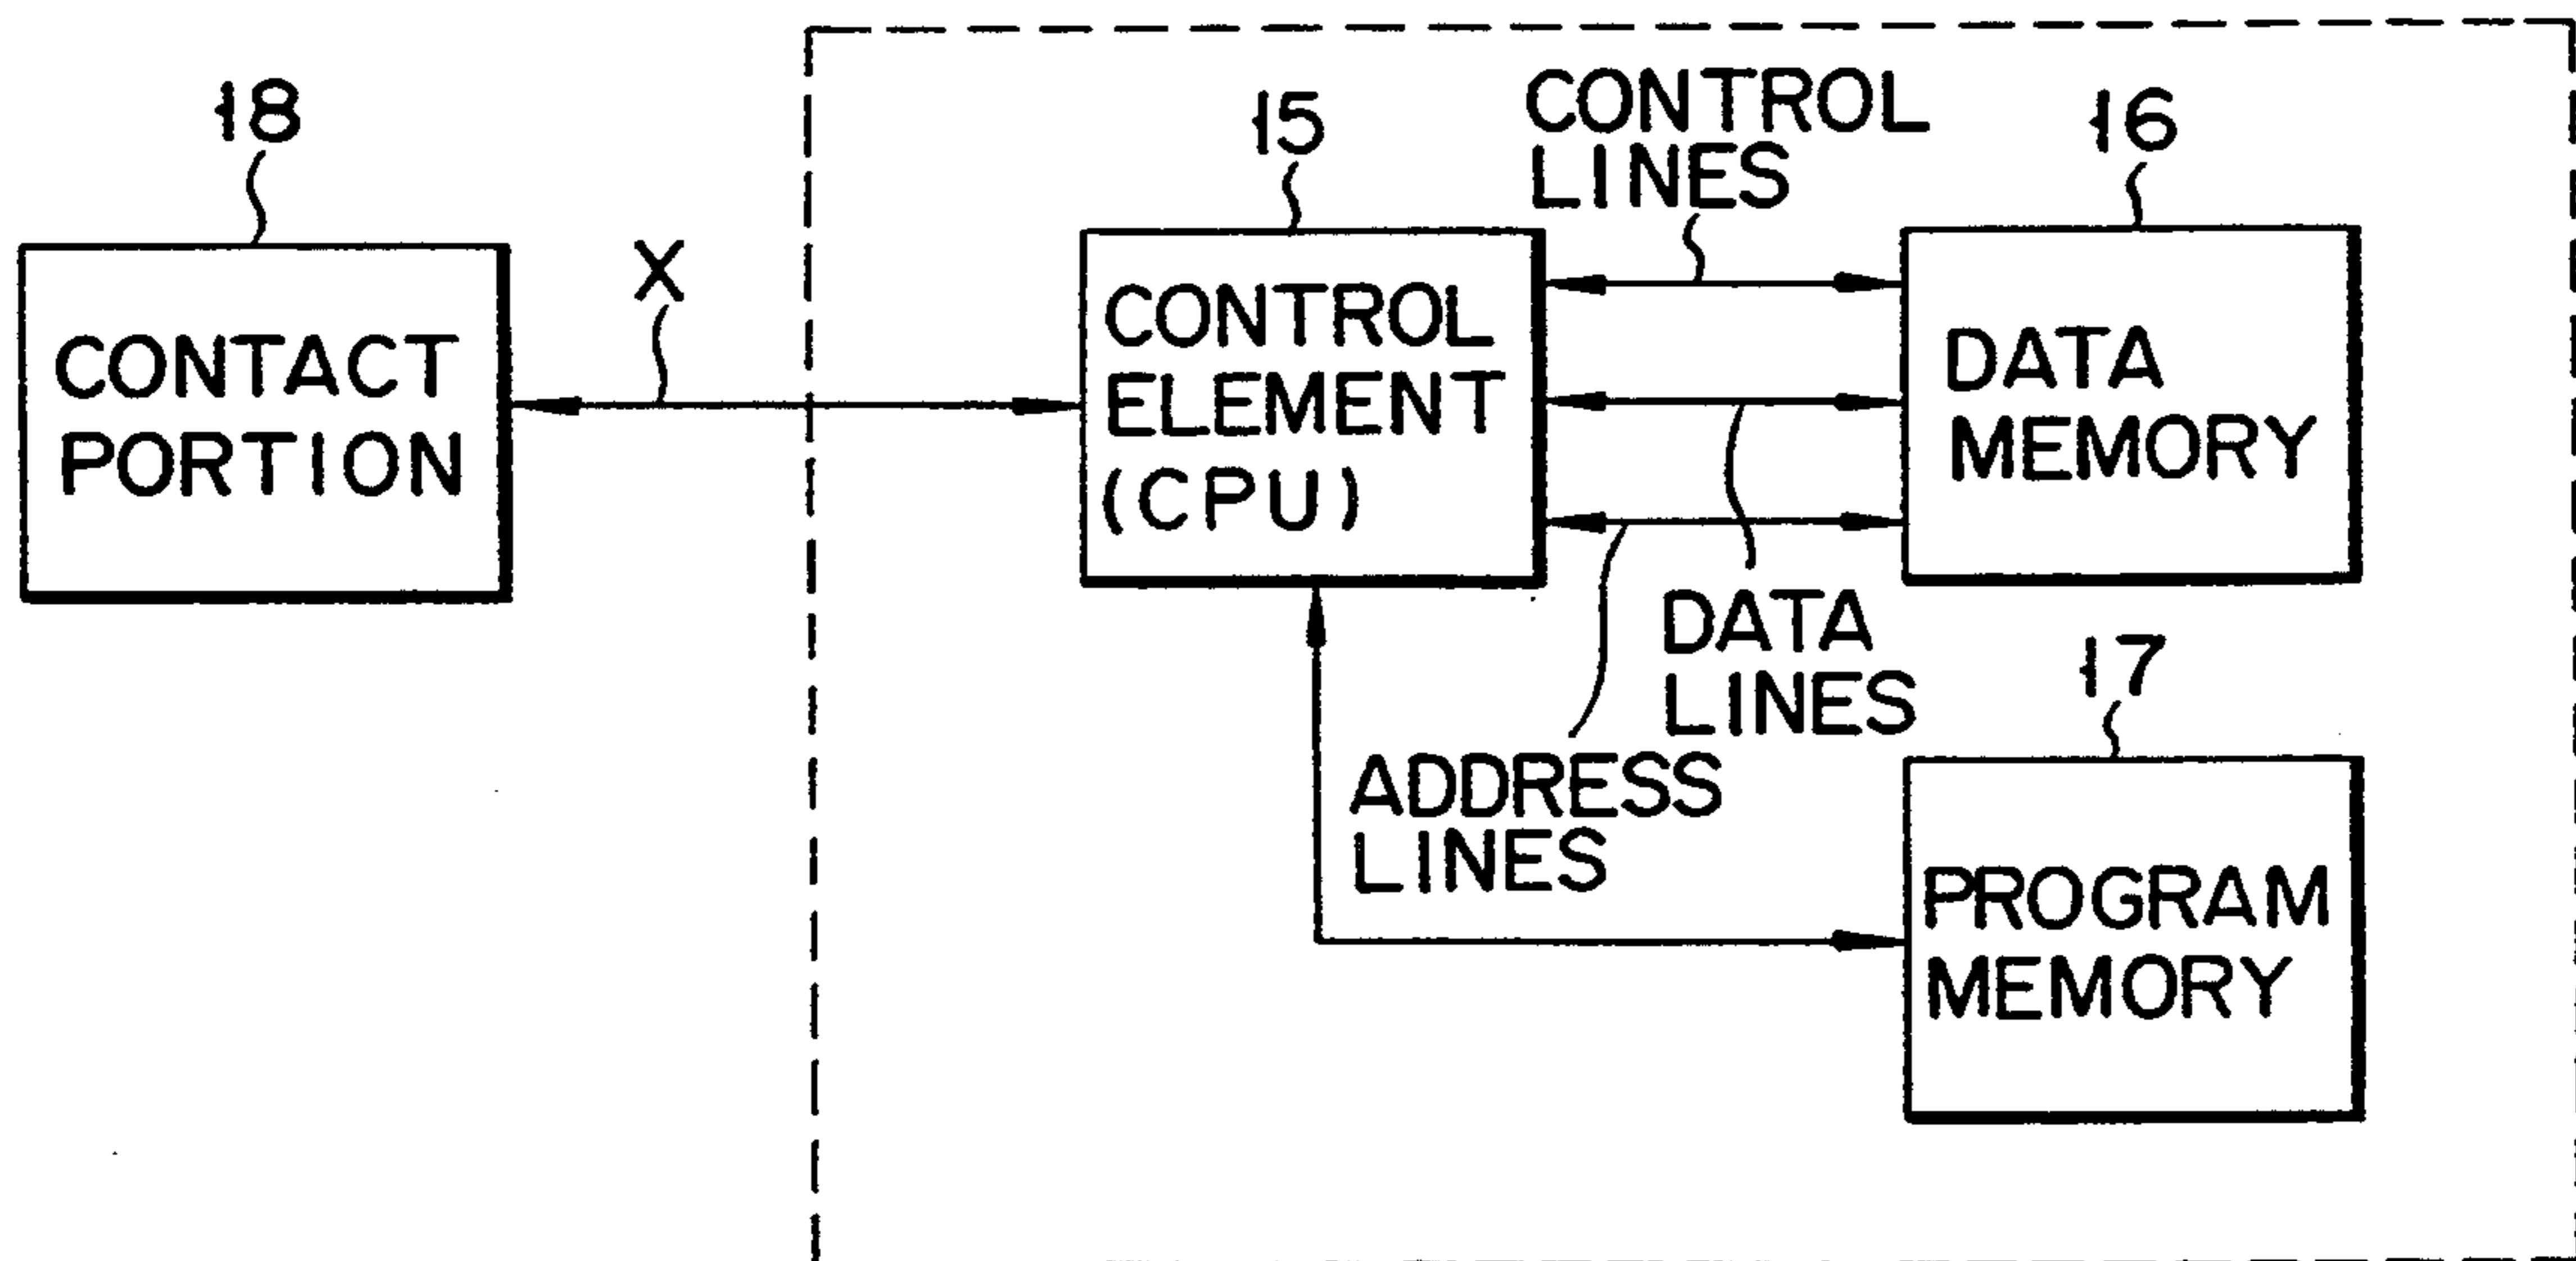 18
CONTACT
PORTION
X
15
CONTROL
ELEMENT
(CPU)
CONTROL
LINES
16
DATA
MEMORY
DATA
LINES
ADDRESS
LINES
17
PROGRAM
MEMORY